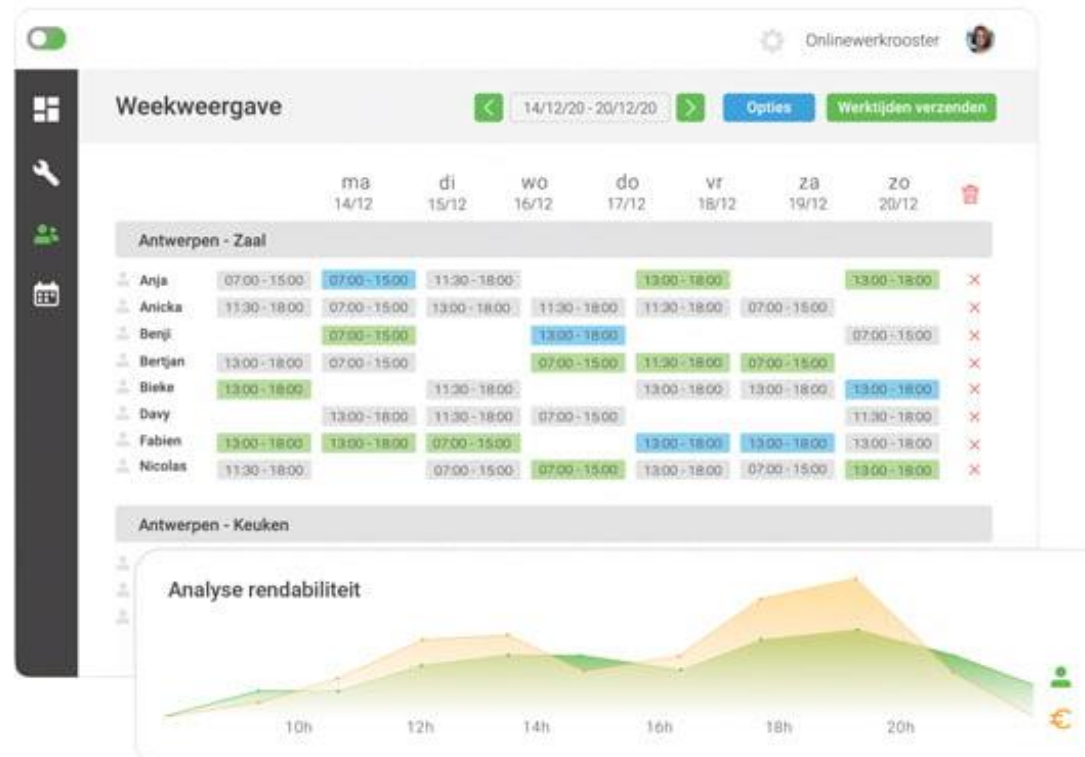 Onlinewerkrooster
Weekweergave
14/12/20 - 20/12/20
Opties
Werktijden verzenden
ma di wo do vr za zo
14/12 15/12 16/12 17/12 18/12 19/12 20/12
Antwerpen - Zaal
Anja 07:00 - 15:00 07:00 - 15:00 11:30 - 18:00 13:00 - 18:00 13:00 - 18:00
Anicka 11:30 - 18:00 07:00 - 15:00 13:00 - 18:00 11:30 - 18:00 11:30 - 18:00 07:00 - 15:00
Benji 07:00 - 15:00 13:00 - 18:00 07:00 - 15:00
Bertjan 13:00 - 18:00 07:00 - 15:00 07:00 - 15:00 11:30 - 18:00 07:00 - 15:00
Bieke 13:00 - 18:00 11:30 - 18:00 13:00 - 18:00 13:00 - 18:00 13:00 - 18:00
Davy 13:00 - 18:00 11:30 - 18:00 07:00 - 15:00 11:30 - 18:00
Fabien 13:00 - 18:00 13:00 - 18:00 07:00 - 15:00 13:00 - 18:00 13:00 - 18:00 13:00 - 18:00
Nicolas 11:30 - 18:00 07:00 - 15:00 07:00 - 15:00 13:00 - 18:00 07:00 - 15:00 13:00 - 18:00
Antwerpen - Keuken
Analyse rendabiliteit
10h 12h 14h 16h 18h 20h
€